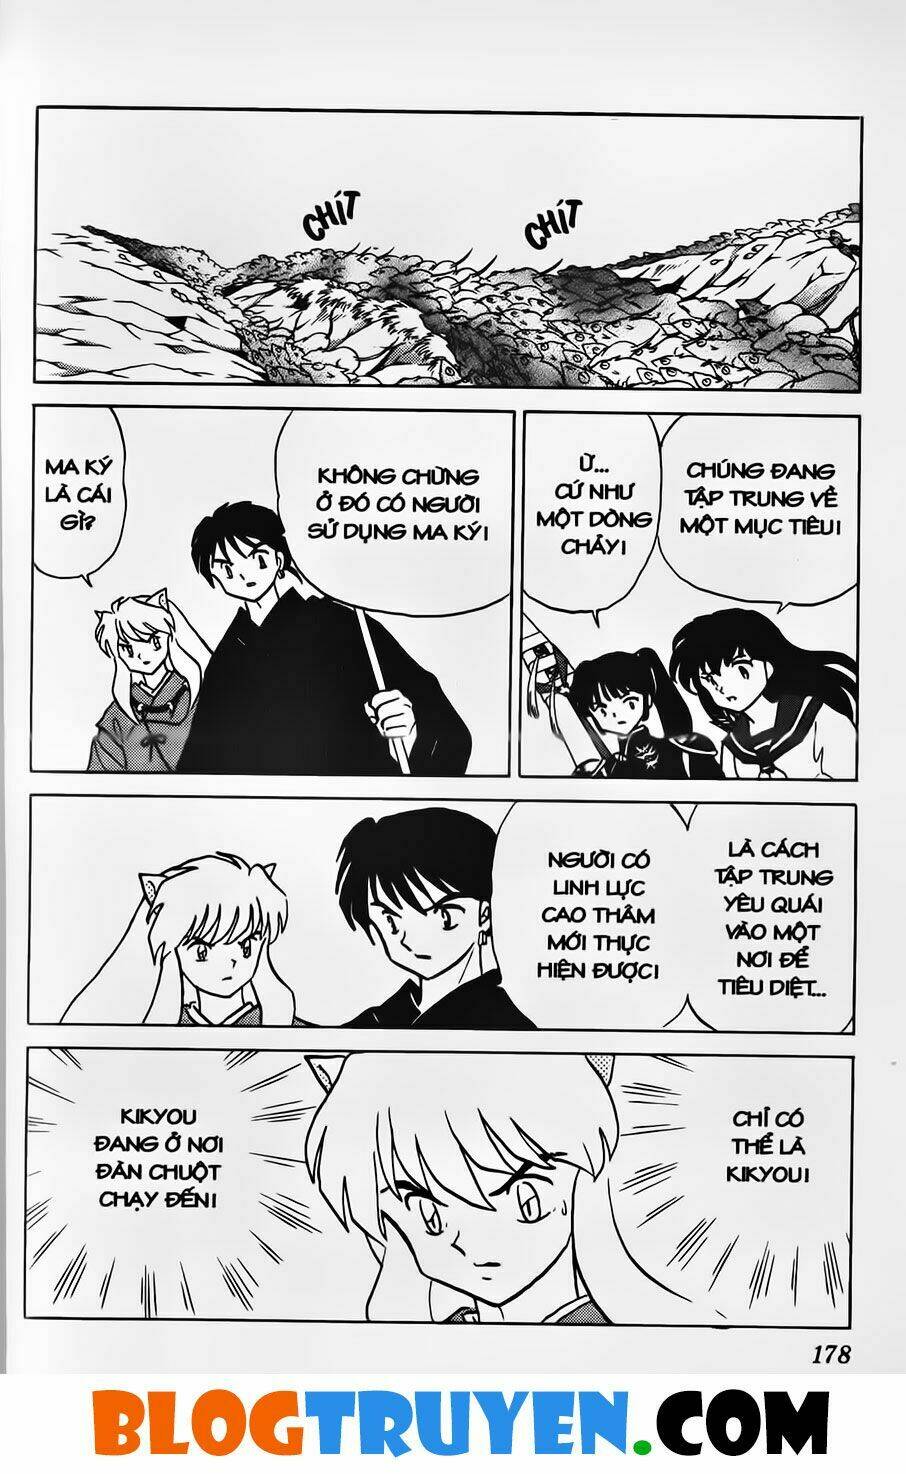 CHÍT
CHÍT
CHÚNG ĐANG
TẬP TRUNG VỀ
MỘT MỤC TIÊU!
Ừ...
CỨ NHƯ
MỘT DÒNG
CHẢY!
KHÔNG CHỪNG
Ở ĐÓ CÓ NGƯỜI
SỬ DỤNG MA KÝ!
MA KÝ
LÀ CÁI
GÌ?
LÀ CÁCH
TẬP TRUNG
YÊU QUÁI
VÀO MỘT
NƠI ĐỂ
TIÊU DIỆT...
NGƯỜI CÓ
LINH LỰC
CAO THÂM
MỚI THỰC
HIỆN ĐƯỢC!
CHỈ CÓ
THỂ LÀ
KIKYOU!
KIKYOU
ĐANG Ở NƠI
ĐÀN CHUỘT
CHẠY ĐẾN!
178
BLOGTRUYEN.COM